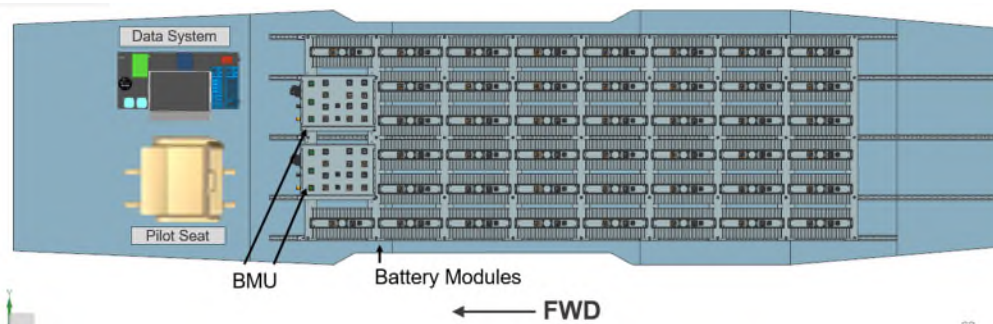 Data System
Pilot Seat
BMU
Battery Modules
FWD